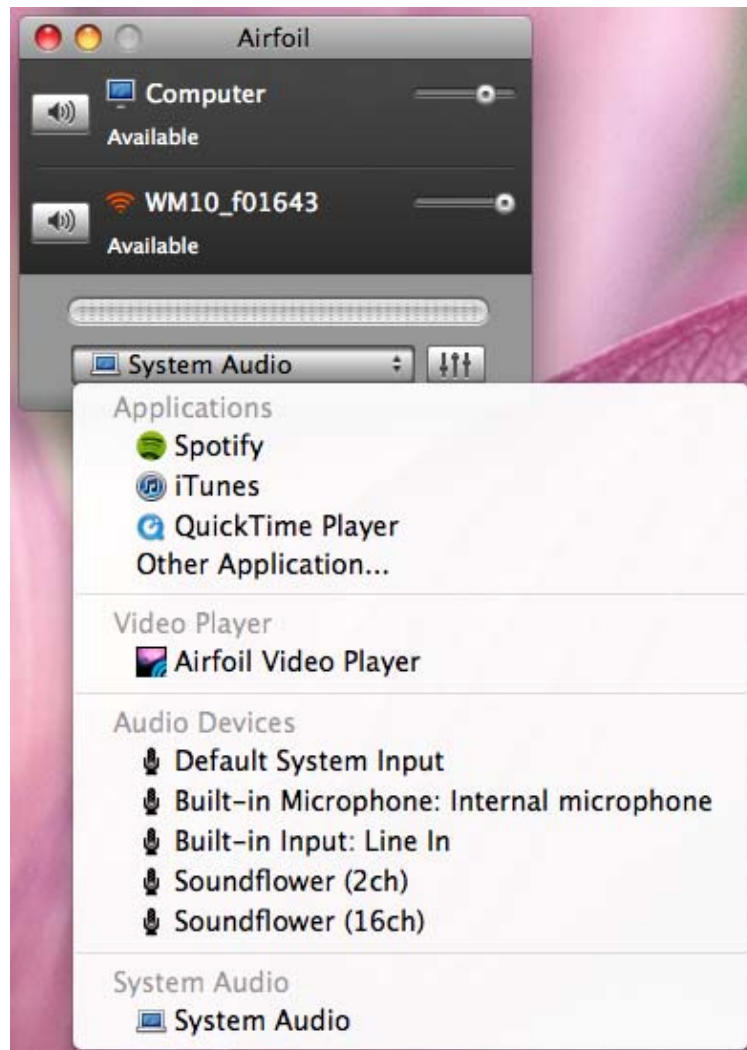 Airfoil
Computer
Available
WM10_f01643
Available
System Audio
Applications
Spotify
iTunes
QuickTime Player
Other Application...
Video Player
Airfoil Video Player
Audio Devices
Default System Input
Built-in Microphone: Internal microphone
Built-in Input: Line In
Soundflower (2ch)
Soundflower (16ch)
System Audio
System Audio